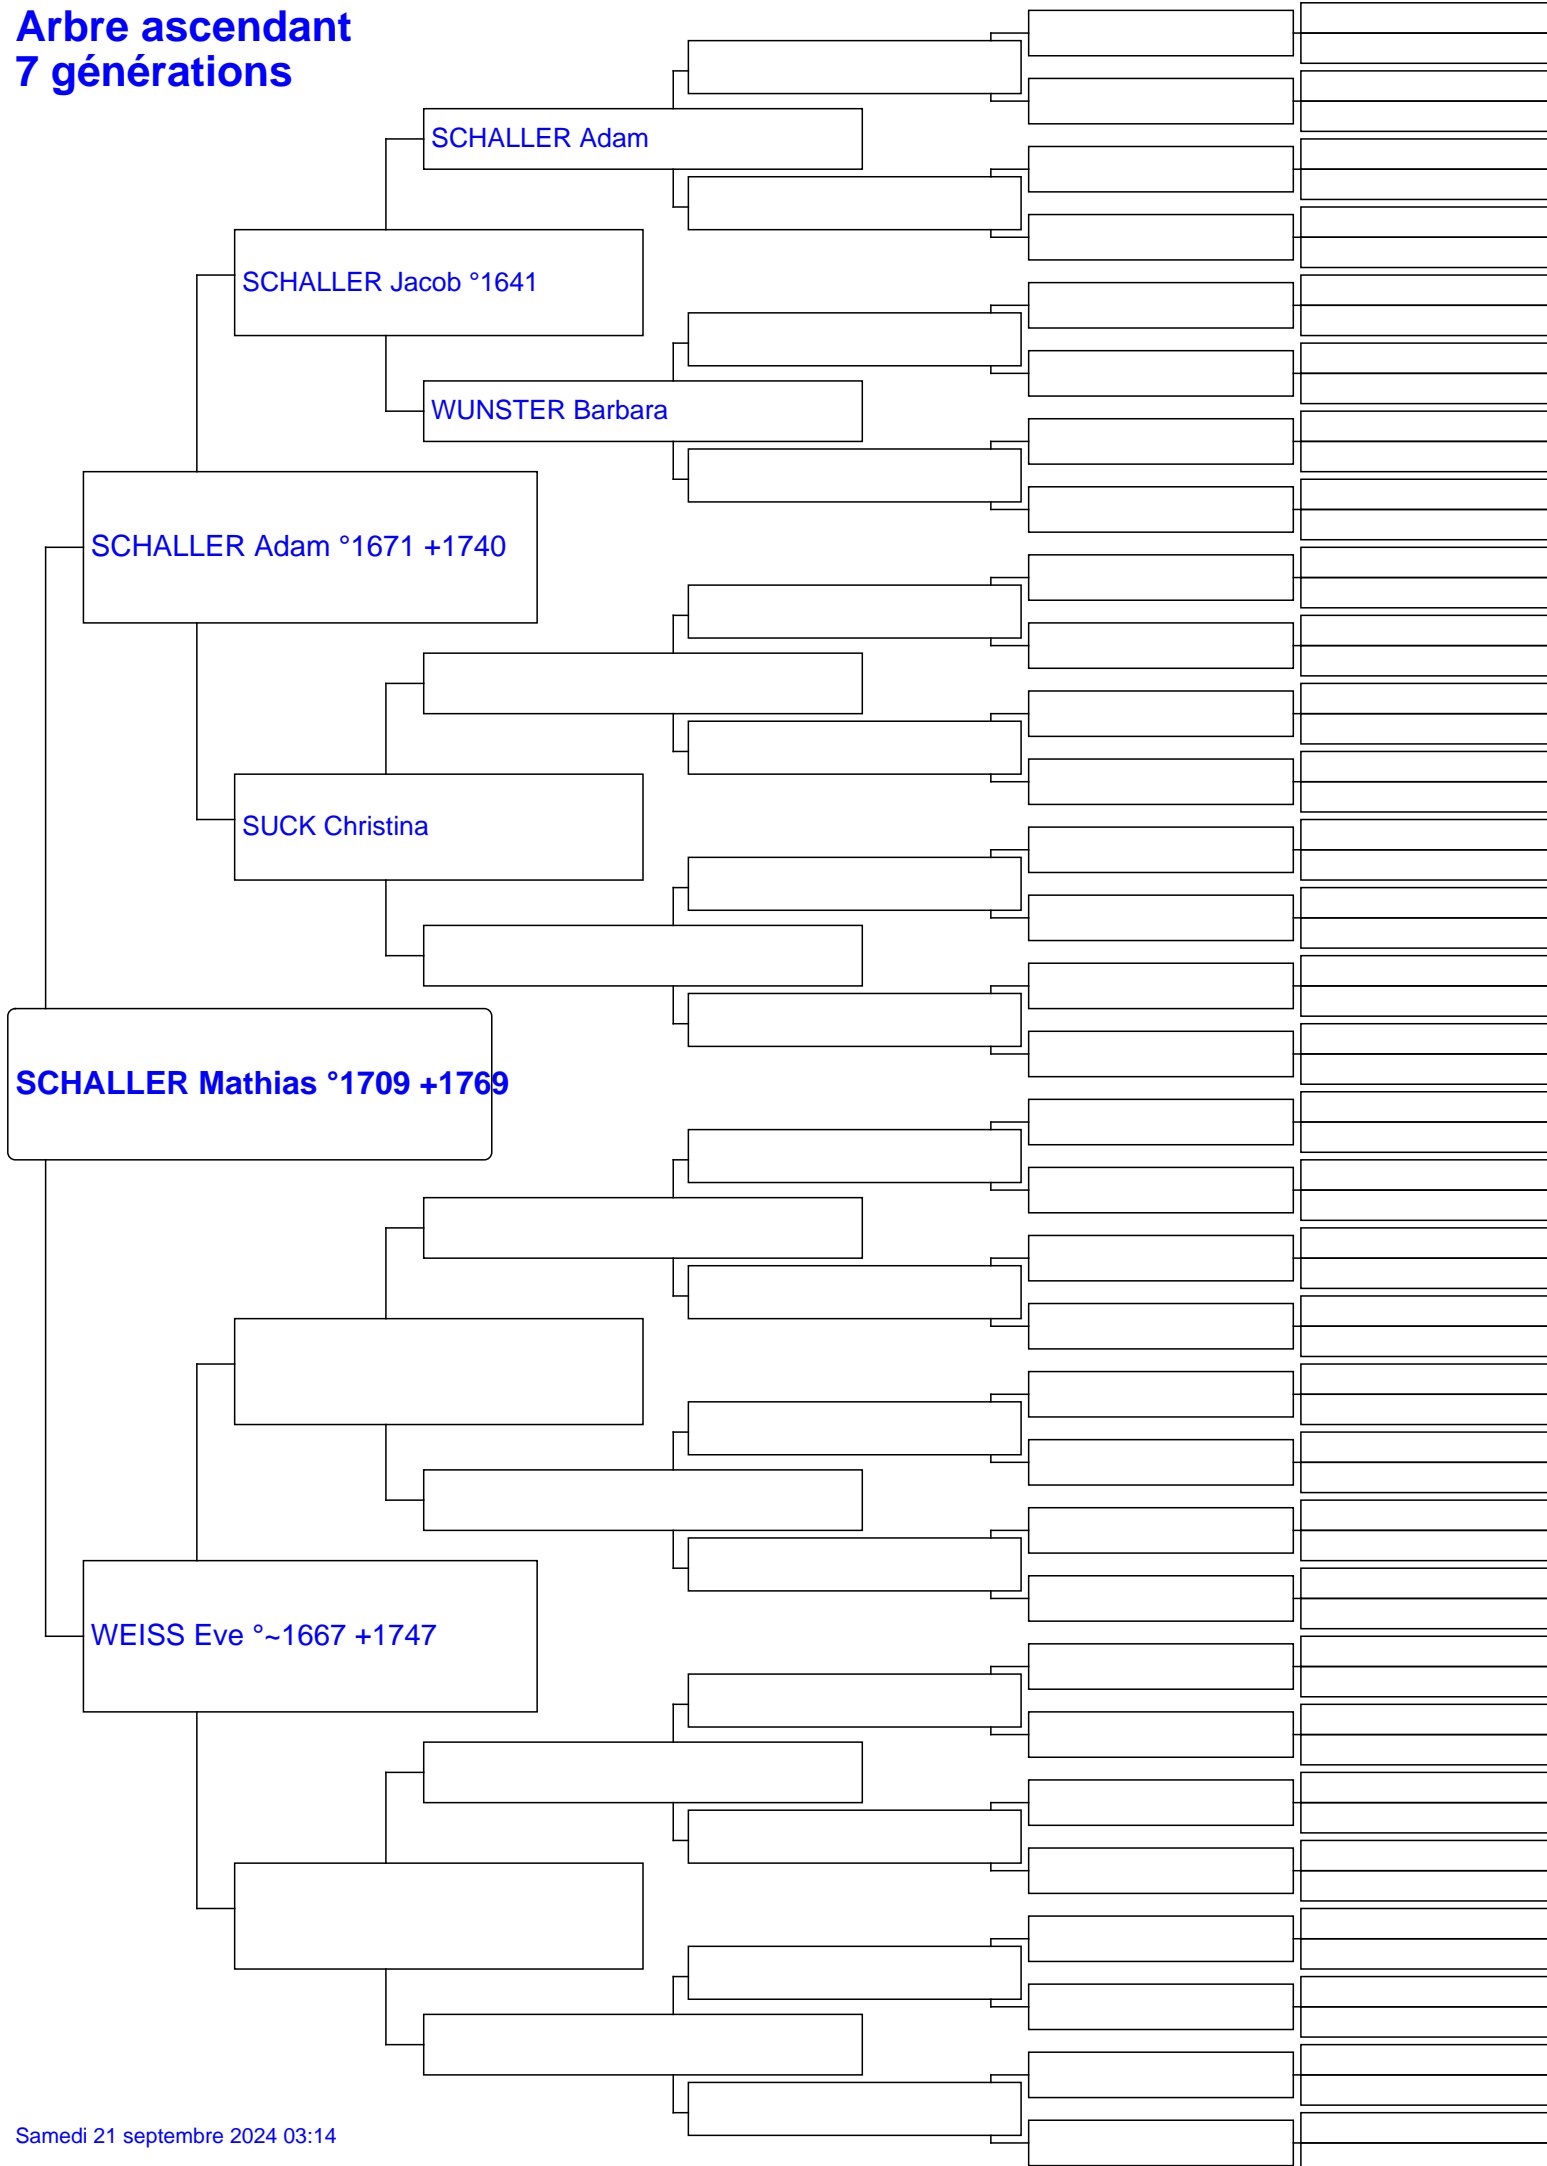 Arbre ascendant
7 générations
SCHALLER Adam
SCHALLER Jacob °1641
WUNSTER Barbara
SCHALLER Adam °1671 +1740
SUCK Christina
SCHALLER Mathias °1709 +1769
WEISS Eve °~1667 +1747
Samedi 21 septembre 2024 03:14